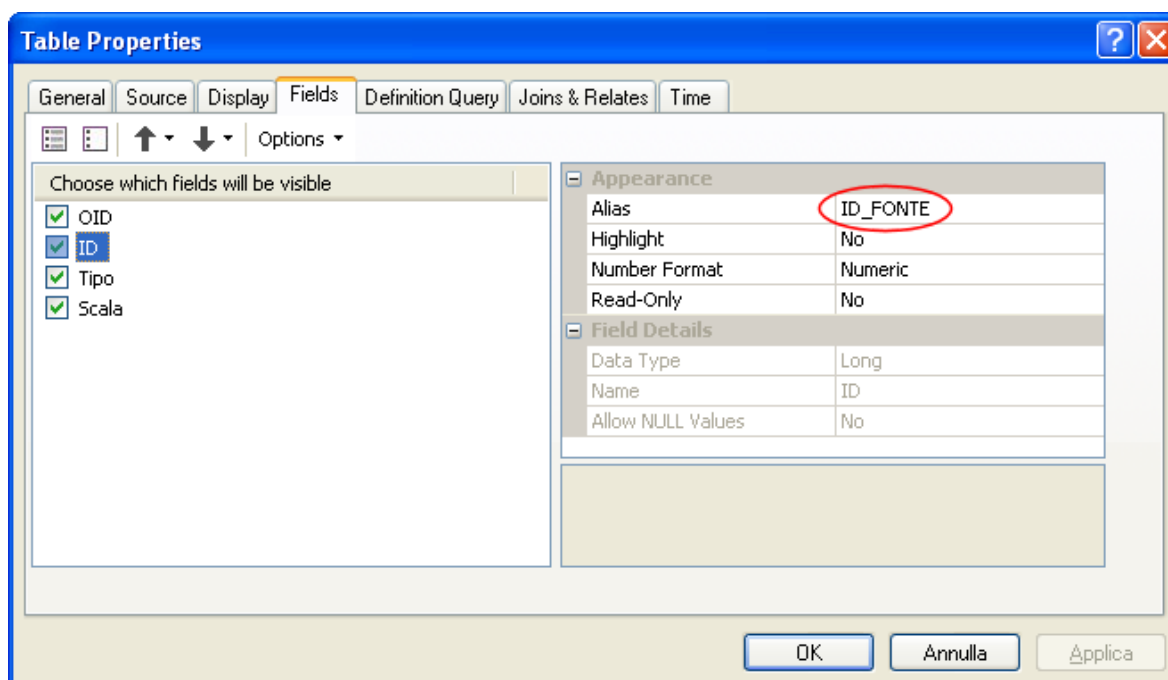 Table Properties
General Source Display Fields Definition Query Joins & Relates Time
Options
Choose which fields will be visible
OID
ID
Tipo
Scala
Appearance
Alias ID_FONTE
Highlight No
Number Format Numeric
Read-Only No
Field Details
Data Type Long
Name ID
Allow NULL Values No
OK Annulla Applica